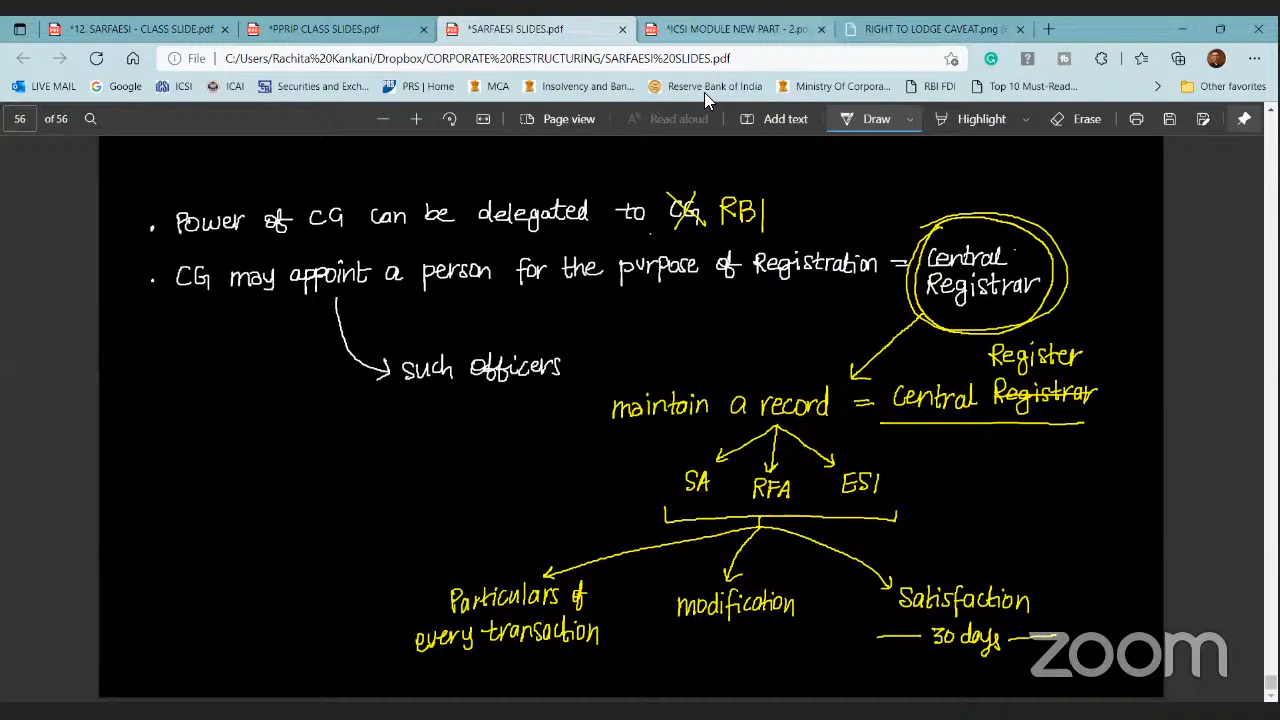 *12. SARFAESI - CLASS SLIDE.pdf
*PPRIP CLASS SLIDES.pdf
*SARFAESI SLIDES.pdf
*ICSI MODULE NEW PART - 2.p
RIGHT TO LODGE CAVEAT.png (
File C:/Users/Rachita%20Kankani/Dropbox/CORPORATE%20RESTRUCTURING/SARFAESI%20SLIDES.pdf
LIVE MAIL Google ICSI ICAI Securities and Exch... PRS | Home MCA Insolvency and Ban... Reserve Bank of India Ministry Of Corpora... RBI FDI Top 10 Must-Read... Other favorites
56 of 56 Page view Read aloud Add text Draw Highlight Erase
. Power of CG can be delegated to CG RBI
. CG may appoint a person for the purpose of Registration = Central Registrar
such officers
Register
maintain a record = Central Registrar
SA RFA ESI
Particulars of every transaction
modification
Satisfaction
30 days
zoom